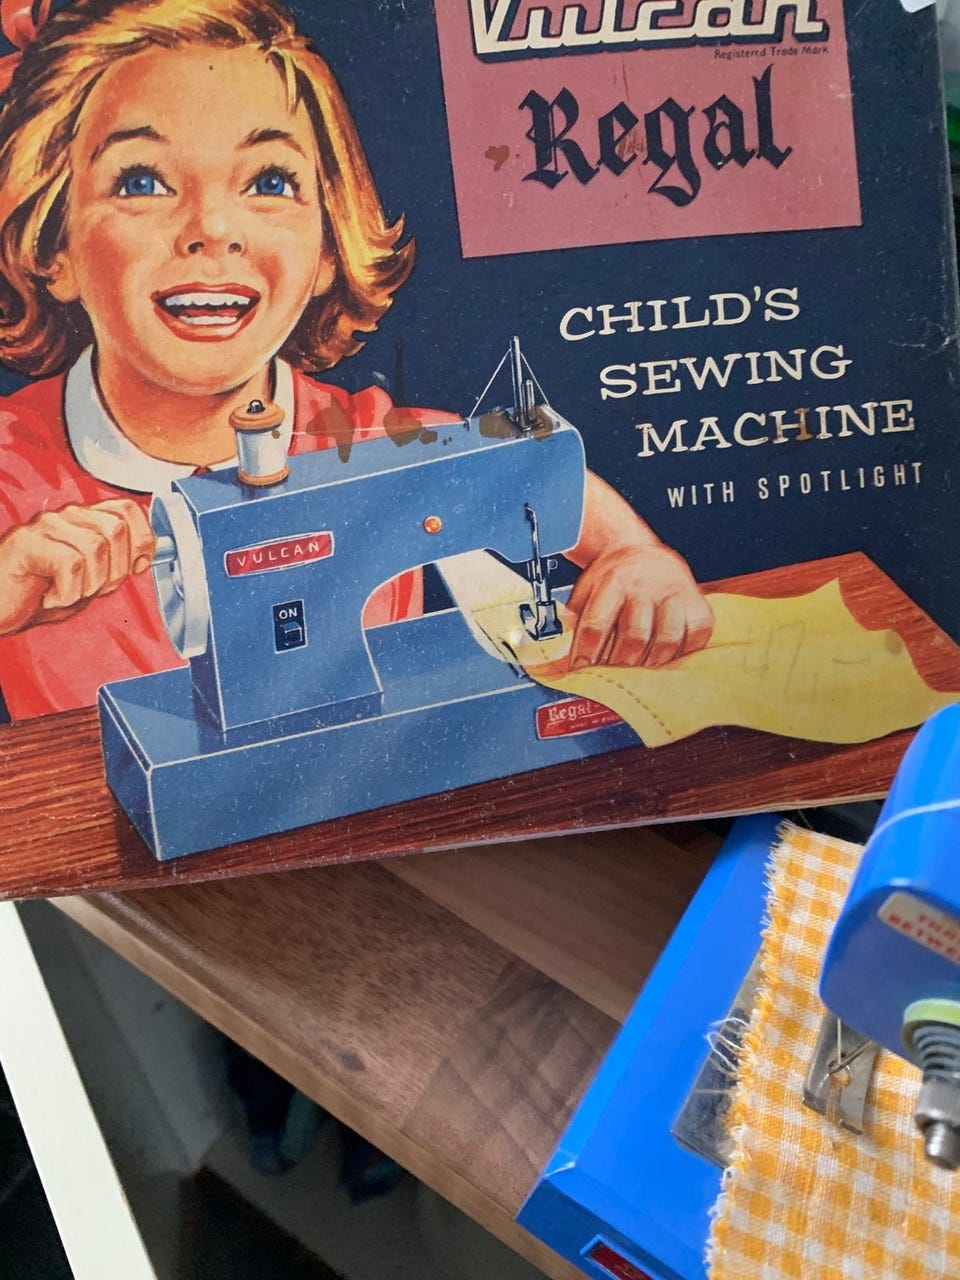 Vulcan
Registered Trade Mark
Regal
CHILD'S
SEWING
MACHINE
WITH SPOTLIGHT
VULCAN
ON
Regal